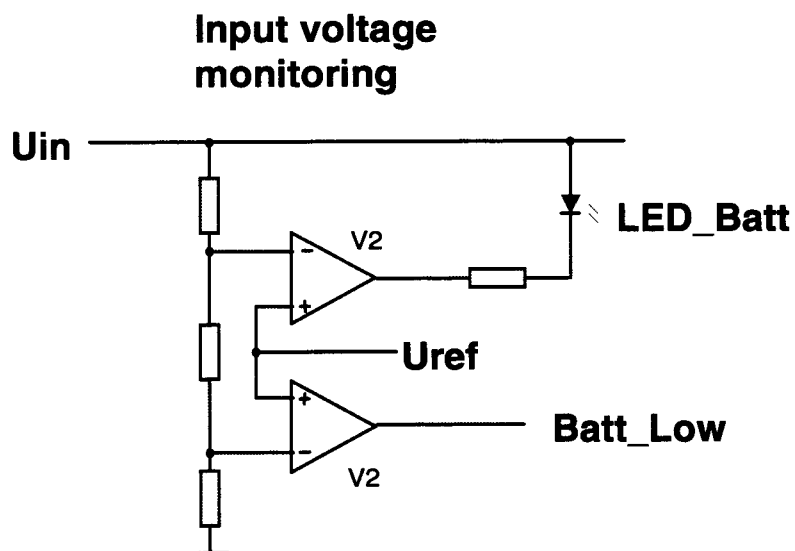 Input voltage
monitoring
Uin
V2
LED_Batt
-
+
Uref
+
Batt_Low
-
V2